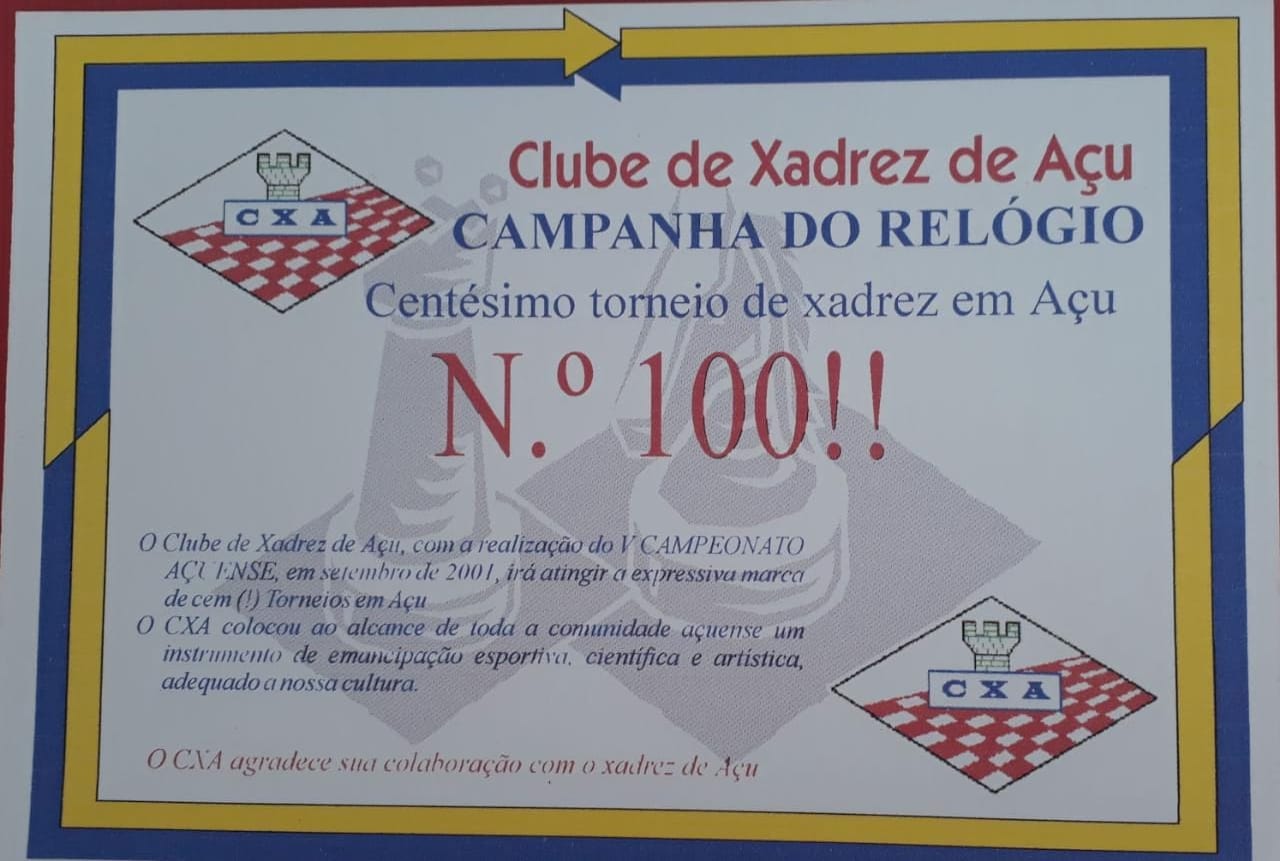 Clube de Xadrez de Açu
C X A
CAMPANHA DO RELÓGIO
Centésimo torneio de xadrez em Açu
N.º 100!!
O Clube de Xadrez de Açu, com a realização do V CAMPEONATO
AÇUENSE, em setembro de 2001, irá atingir a expressiva marca
de cem (!) Torneios em Açu
O CXA colocou ao alcance de toda a comunidade açuense um
instrumento de emancipação esportiva, científica e artística,
adequado a nossa cultura.
C X A
O CXA agradece sua colaboração com o xadrez de Açu